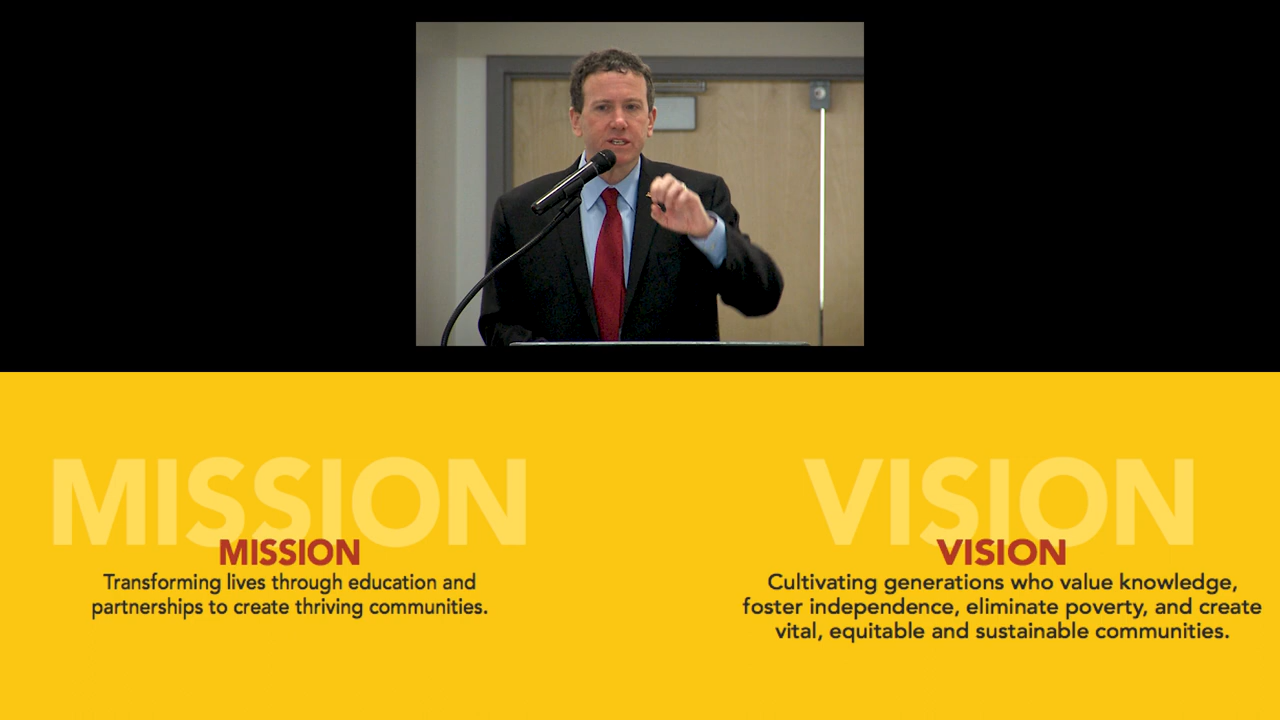 MISSION
MISSION
Transforming lives through education and
partnerships to create thriving communities.
VISION
VISION
Cultivating generations who value knowledge,
foster independence, eliminate poverty, and create
vital, equitable and sustainable communities.